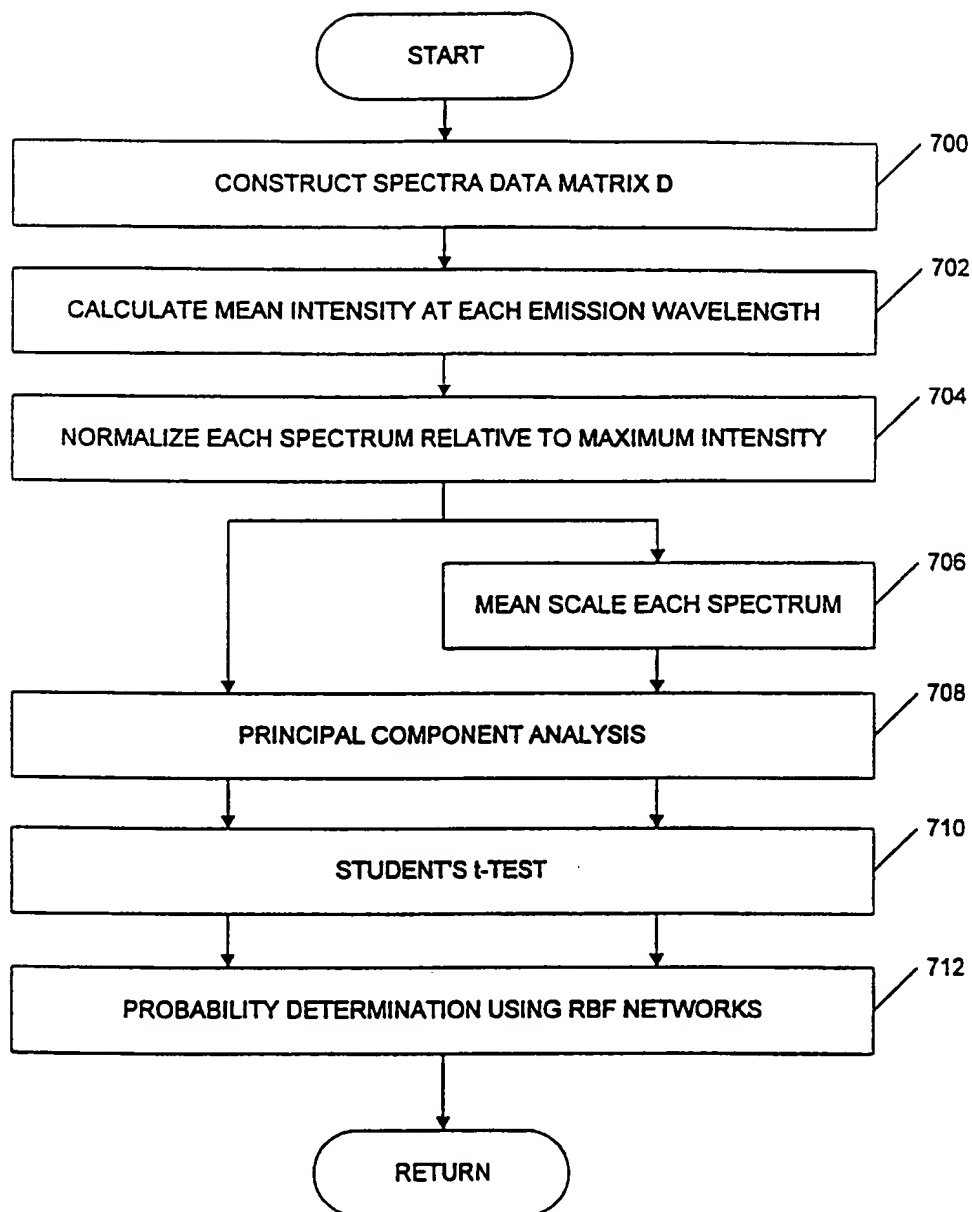 START
700
CONSTRUCT SPECTRA DATA MATRIX D
702
CALCULATE MEAN INTENSITY AT EACH EMISSION WAVELENGTH
704
NORMALIZE EACH SPECTRUM RELATIVE TO MAXIMUM INTENSITY
706
MEAN SCALE EACH SPECTRUM
708
PRINCIPAL COMPONENT ANALYSIS
710
STUDENT'S t-TEST
712
PROBABILITY DETERMINATION USING RBF NETWORKS
RETURN